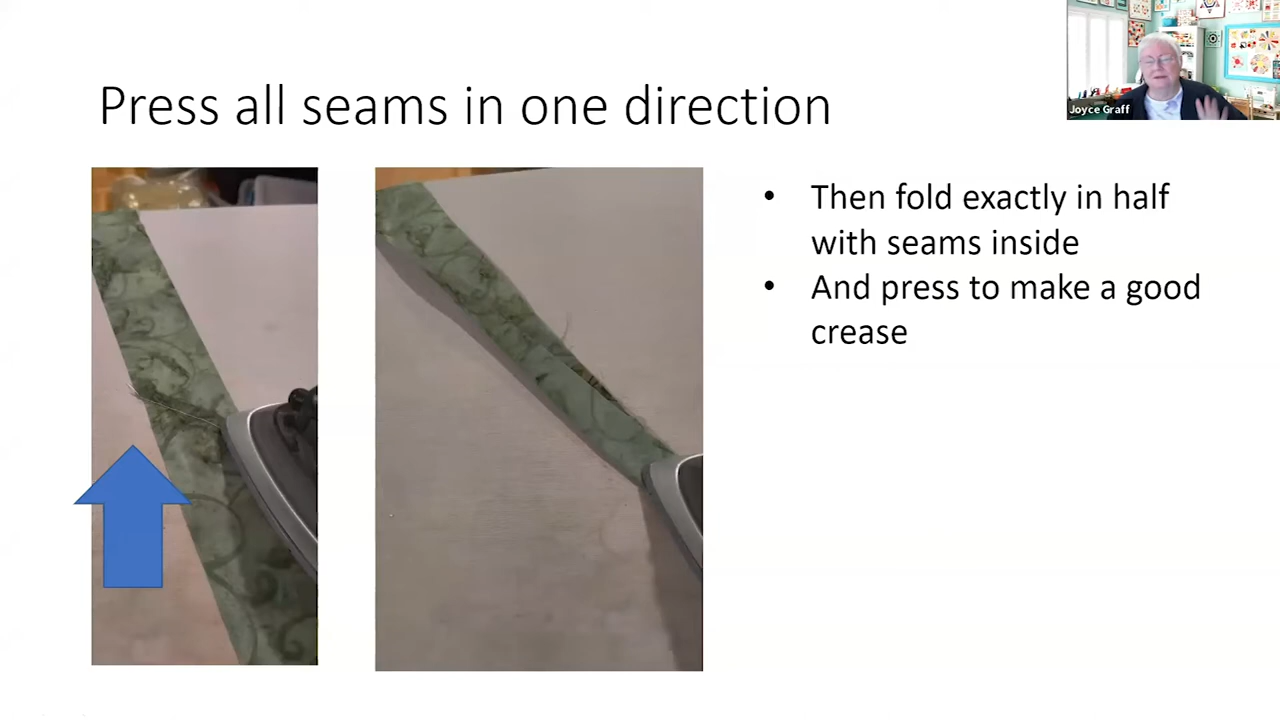 Joyce Graff
Press all seams in one direction
• Then fold exactly in half
with seams inside
• And press to make a good
crease